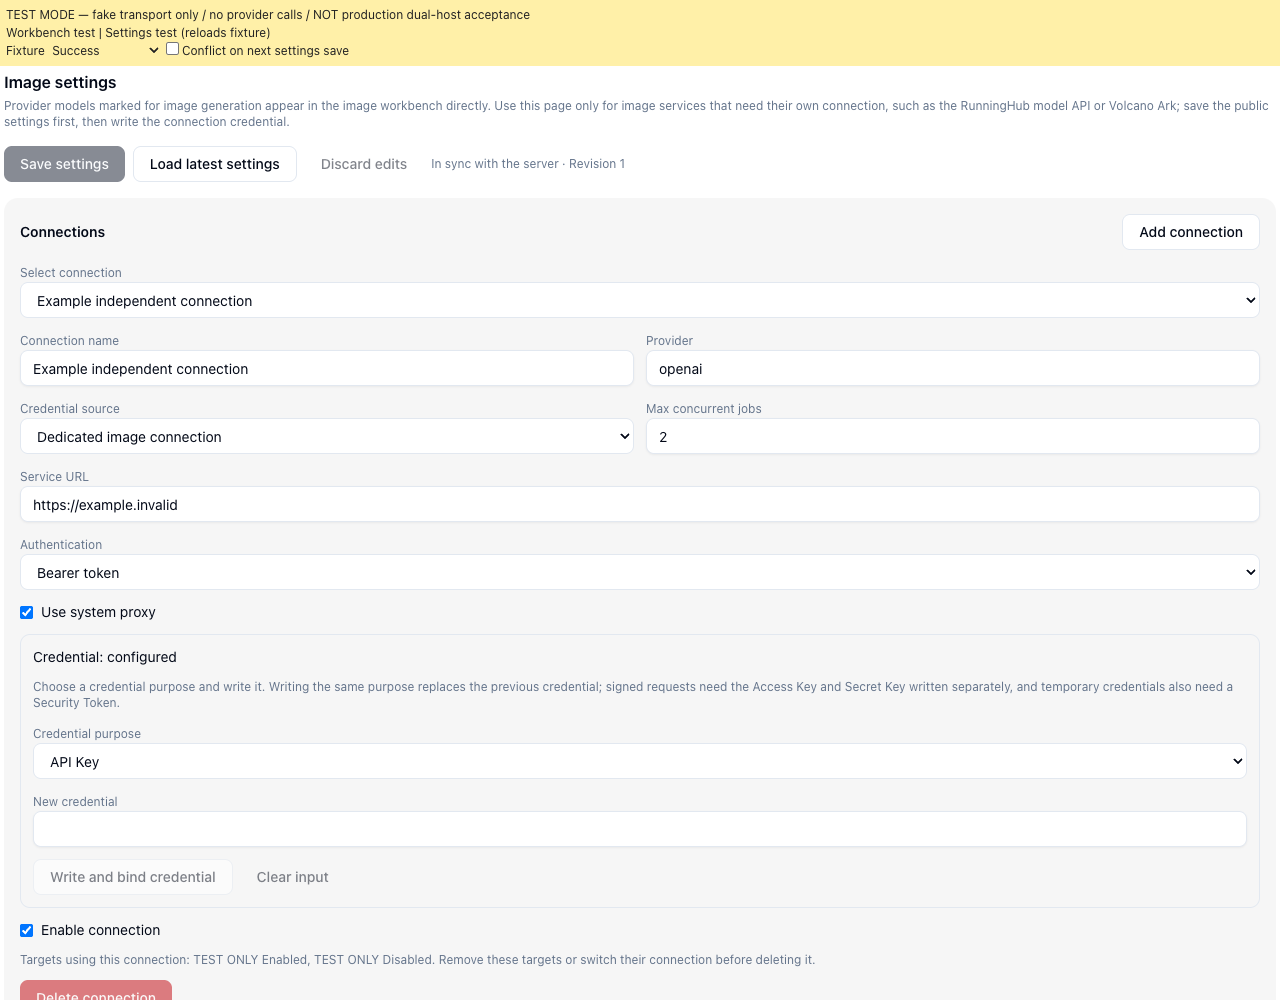 TEST MODE — fake transport only / no provider calls / NOT production dual-host acceptance
Workbench test | Settings test (reloads fixture)
Fixture Success Conflict on next settings save
Image settings
Provider models marked for image generation appear in the image workbench directly. Use this page only for image services that need their own connection, such as the RunningHub model API or Volcano Ark; save the public
settings first, then write the connection credential.
Save settings Load latest settings Discard edits In sync with the server · Revision 1
Connections Add connection
Select connection
Example independent connection
Connection name Provider
Example independent connection openai
Credential source Max concurrent jobs
Dedicated image connection 2
Service URL
https://example.invalid
Authentication
Bearer token
Use system proxy
Credential: configured
Choose a credential purpose and write it. Writing the same purpose replaces the previous credential; signed requests need the Access Key and Secret Key written separately, and temporary credentials also need a
Security Token.
Credential purpose
API Key
New credential
Write and bind credential Clear input
Enable connection
Targets using this connection: TEST ONLY Enabled, TEST ONLY Disabled. Remove these targets or switch their connection before deleting it.
Delete connection